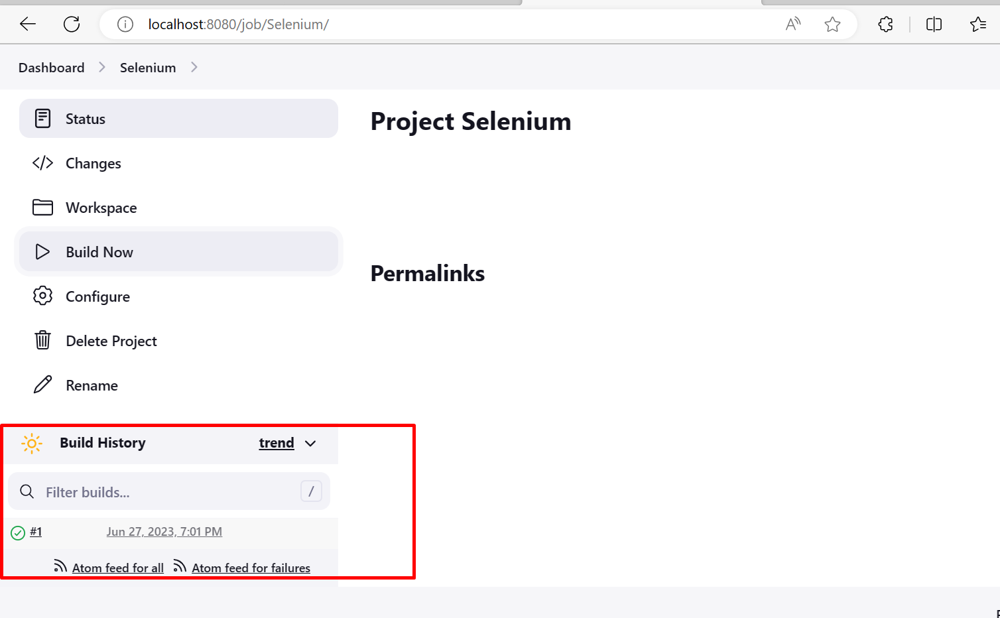 localhost:8080/job/Selenium/
Dashboard > Selenium >
Status
Changes
Workspace
Build Now
Configure
Delete Project
Rename
Project Selenium
Permalinks
Build History trend
Filter builds... /
#1 Jun 27, 2023, 7:01 PM
Atom feed for all Atom feed for failures